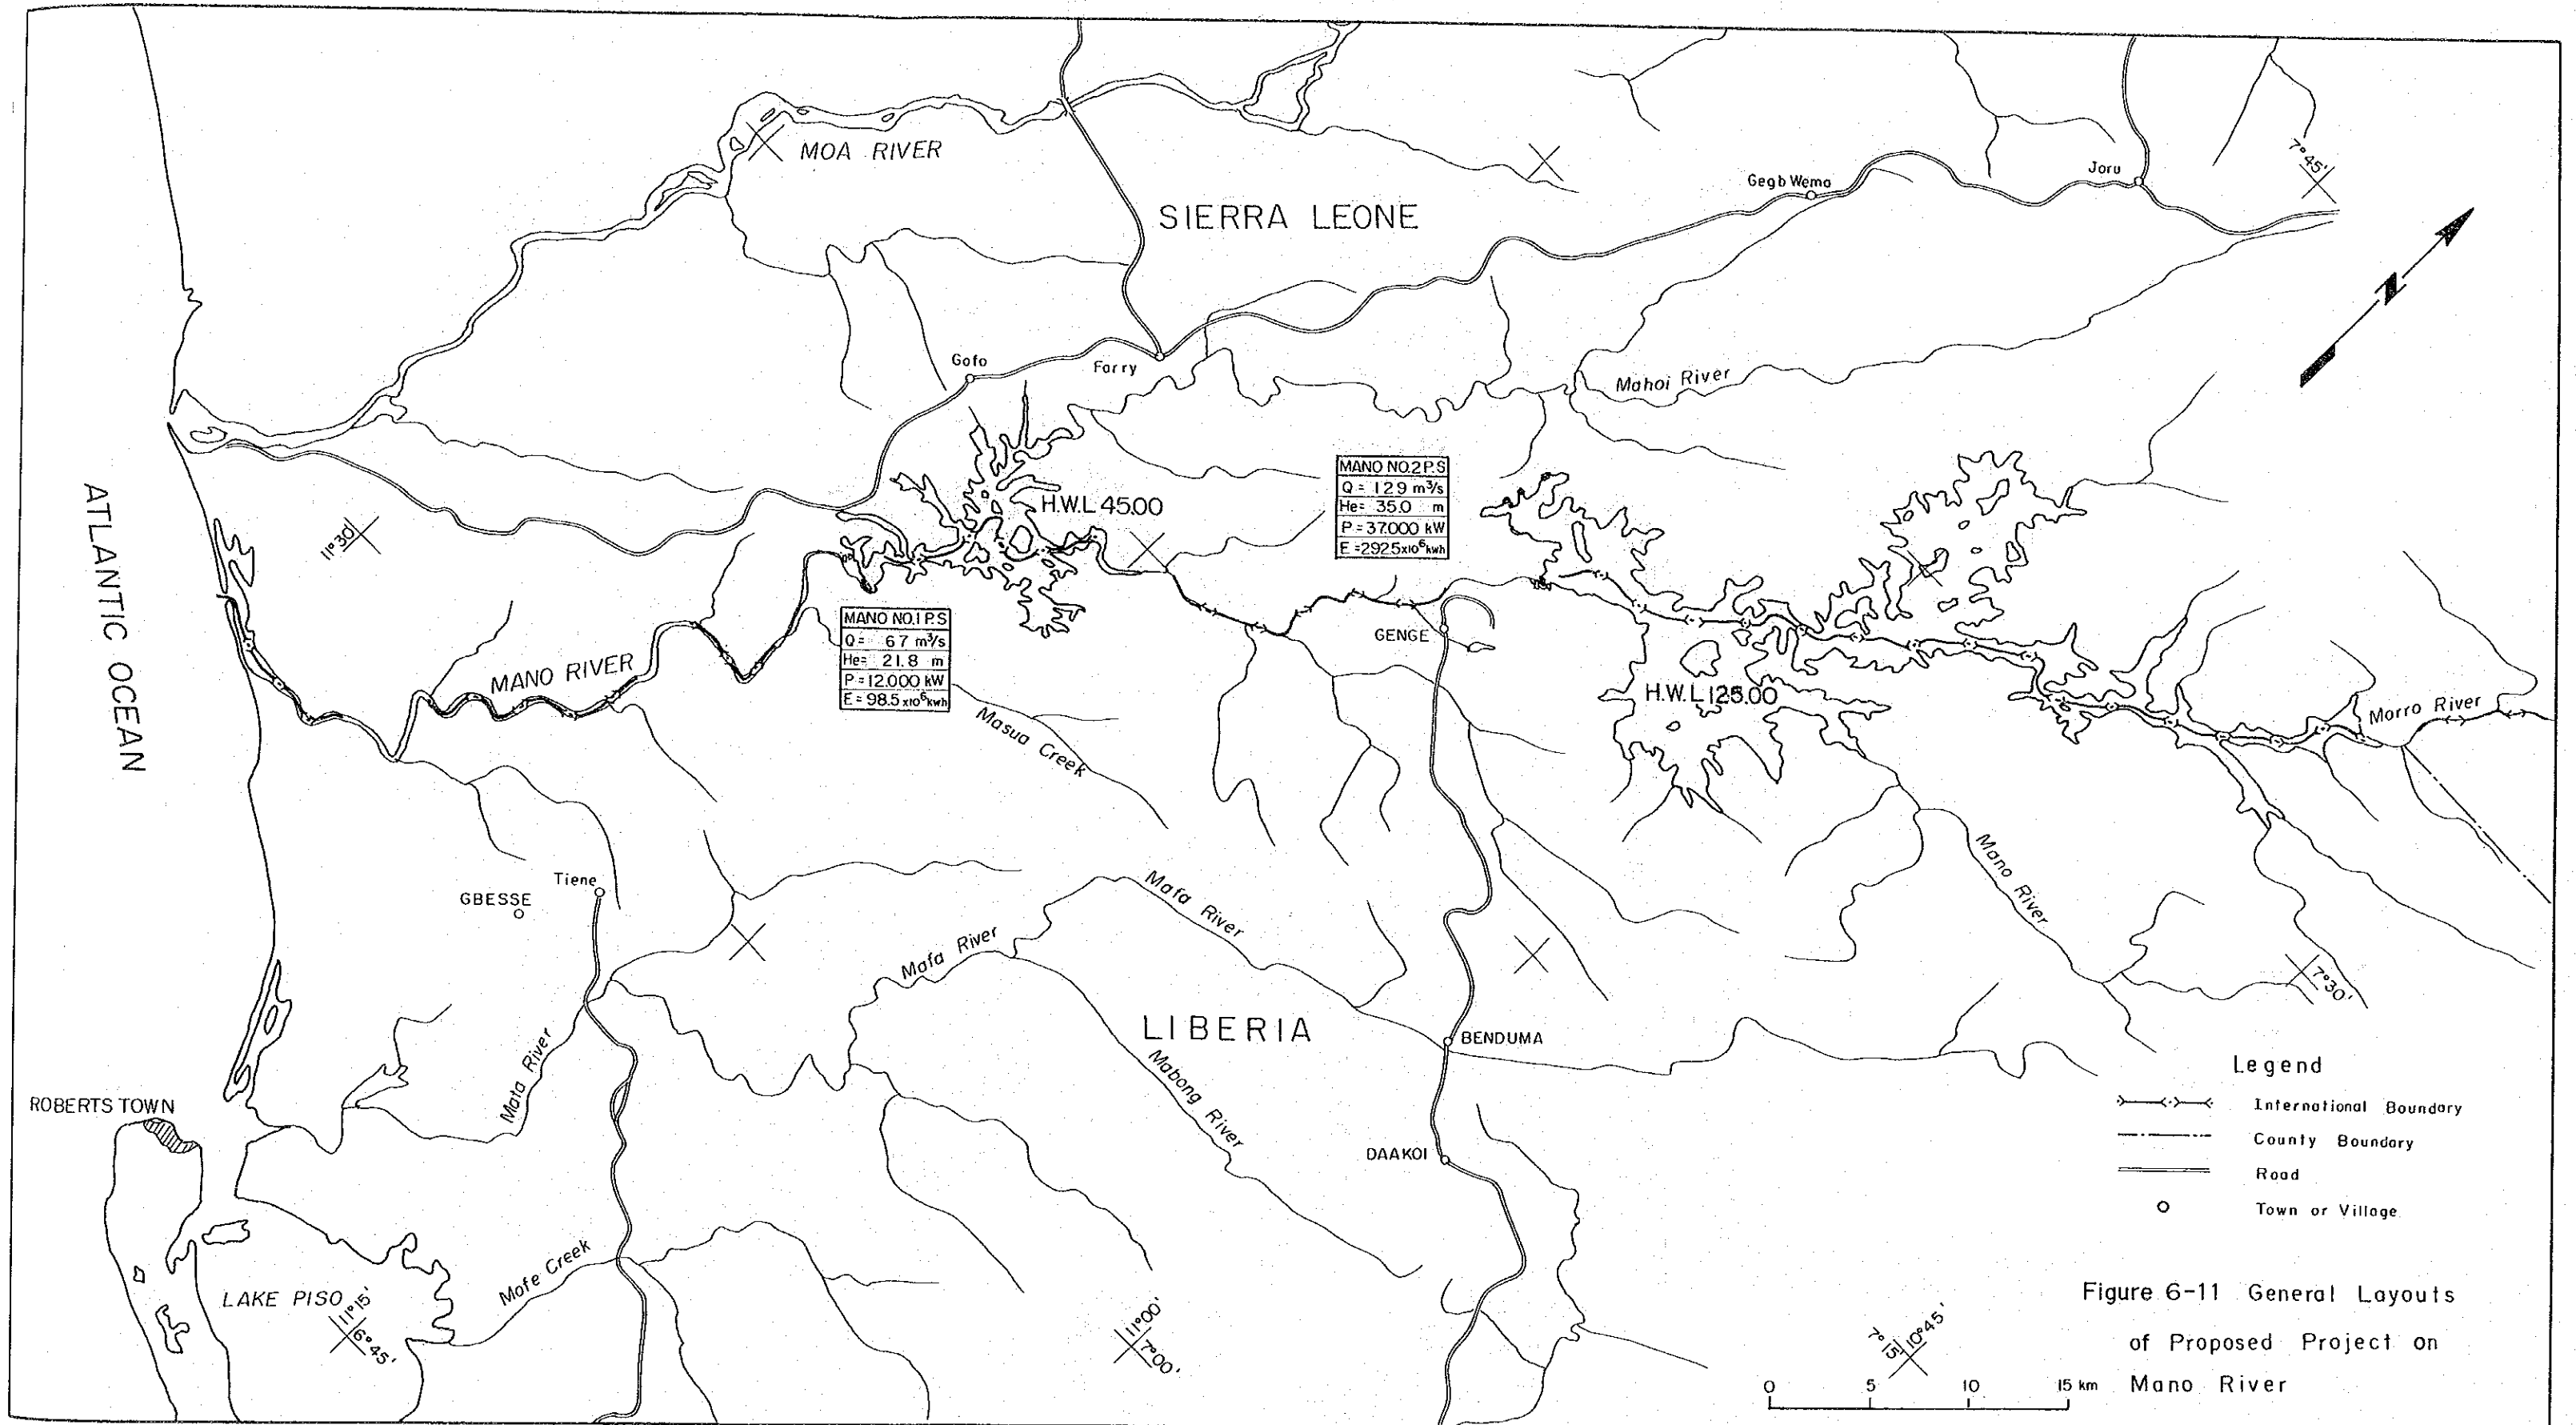 MOA RIVER
SIERRA LEONE
Gegb Wema
Joru
7°45'
Gofo
Farry
Mahoi River
ATLANTIC OCEAN
11°30'
H.W.L 45.00
MANO NO.2 P.S
Q = 129 m³/s
He= 35.0 m
P = 37.000 kW
E = 292.5x10⁶kwh
MANO NO.1 P.S
Q = 67 m³/s
He= 21.8 m
P = 12.000 kW
E = 98.5x10⁶kwh
GENGE
MANO RIVER
H.W.L 125.00
Morro River
Masua Creek
Mano River
Tiene
GBESSE
Mafa River
Mafa River
7°30'
LIBERIA
BENDUMA
Mata River
Mabong River
ROBERTS TOWN
DAAKOI
Legend
International Boundary
County Boundary
Road
Town or Village
Mofe Creek
LAKE PISO
11°15'
6°45'
11°00'
7°00'
7°15'
10°45'
Figure 6-11 General Layouts
of Proposed Project on
Mano River
0 5 10 15 km
N